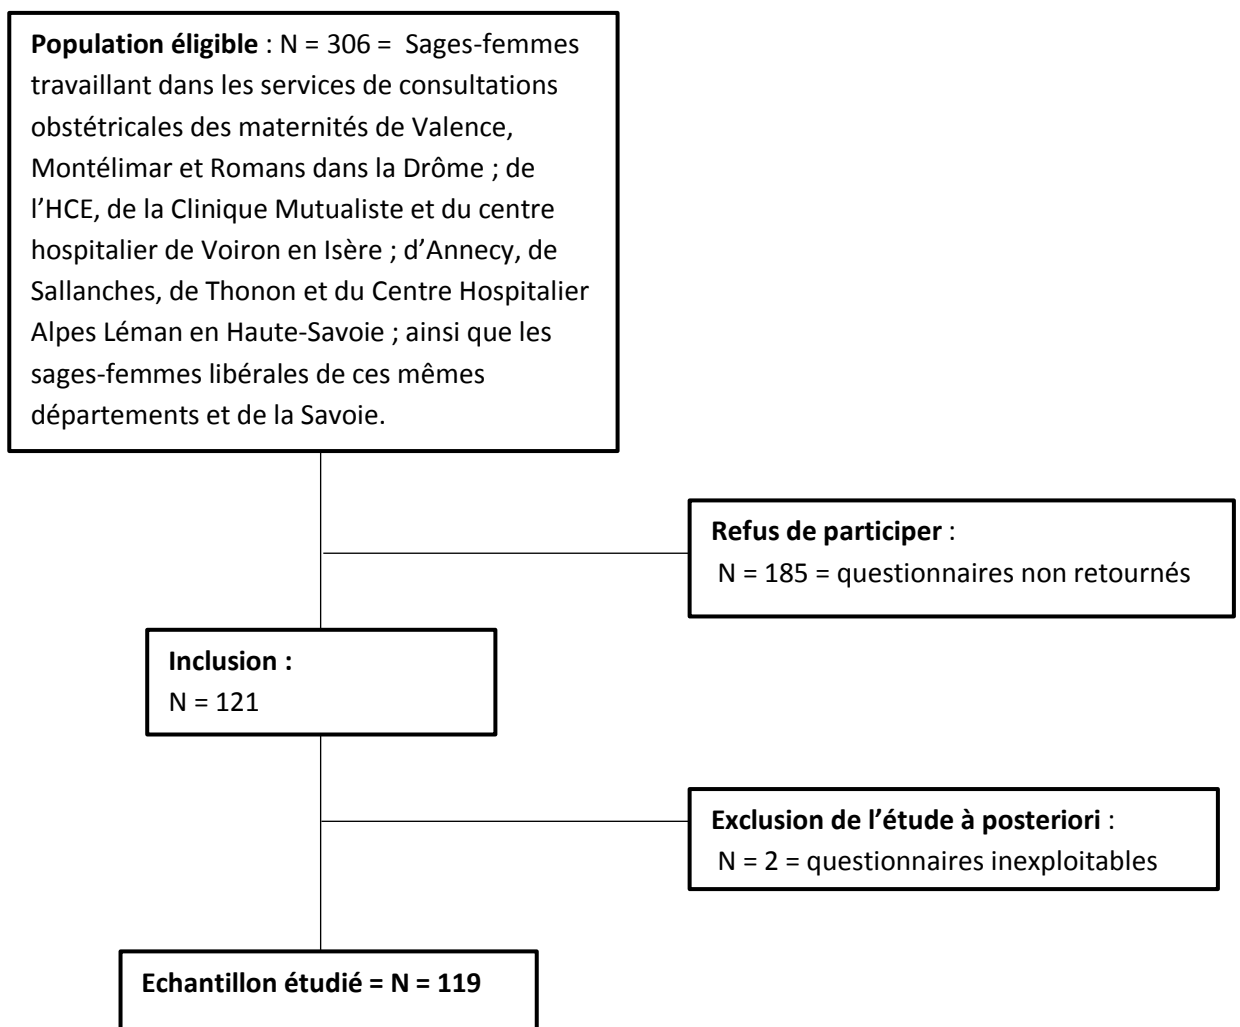 Population éligible : N = 306 = Sages-femmes
travaillant dans les services de consultations
obstétricales des maternités de Valence,
Montélimar et Romans dans la Drôme ; de
l’HCE, de la Clinique Mutualiste et du centre
hospitalier de Voiron en Isère ; d’Annecy, de
Sallanches, de Thonon et du Centre Hospitalier
Alpes Léman en Haute-Savoie ; ainsi que les
sages-femmes libérales de ces mêmes
départements et de la Savoie.
Refus de participer :
N = 185 = questionnaires non retournés
Inclusion :
N = 121
Exclusion de l’étude à posteriori :
N = 2 = questionnaires inexploitables
Echantillon étudié = N = 119